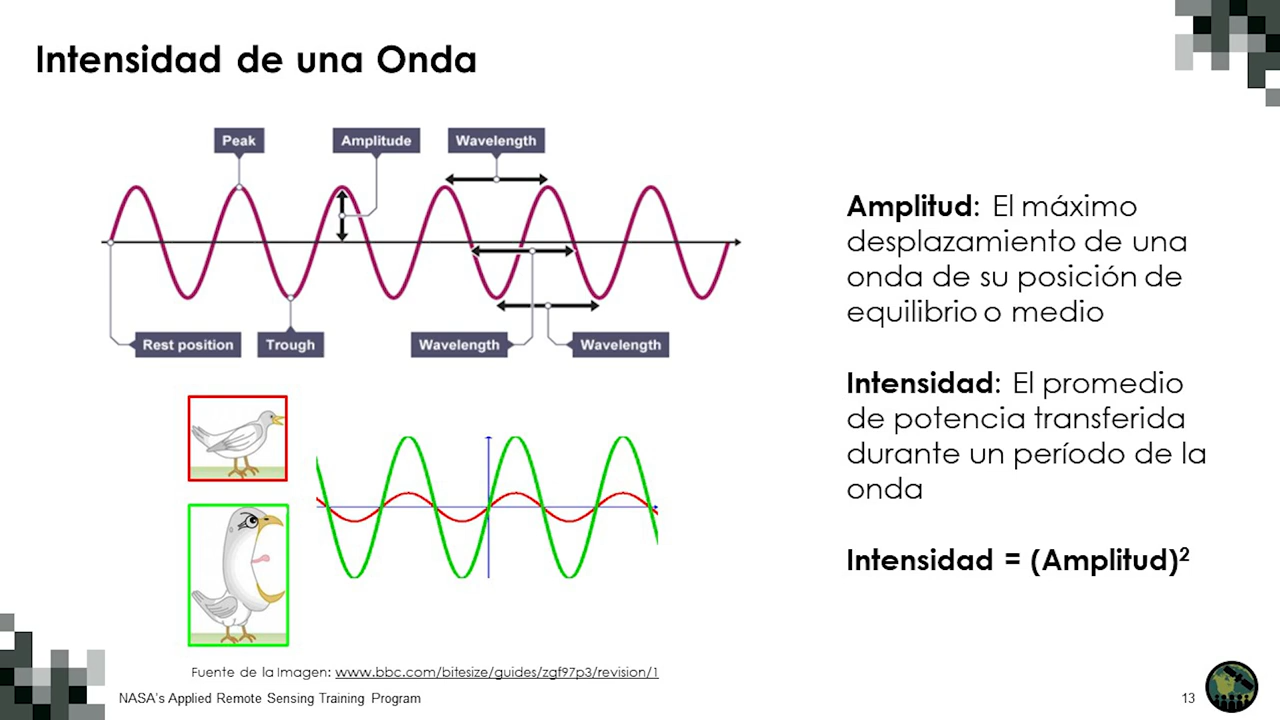 Intensidad de una Onda
Peak
Amplitude
Wavelength
Rest position
Trough
Wavelength
Wavelength
Amplitud: El máximo
desplazamiento de una
onda de su posición de
equilibrio o medio
Intensidad: El promedio
de potencia transferida
durante un período de la
onda
Intensidad = (Amplitud)²
Fuente de la Imagen: www.bbc.com/bitesize/guides/zgf97p3/revision/1
NASA's Applied Remote Sensing Training Program
13